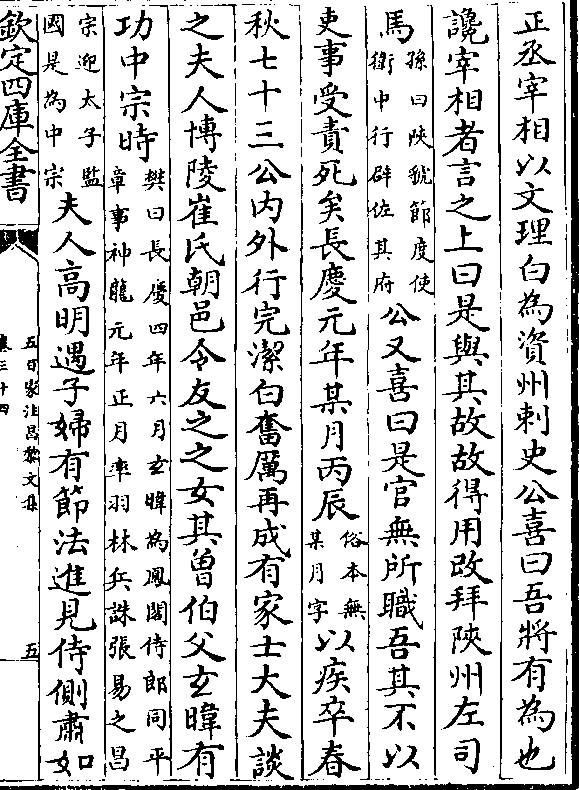 正丞宰相以文理白為資州刺史公喜曰吾將有為也
讒宰相者言之上曰是與其故故得用改拜陜州左司
馬孫曰陜虢節度使衛中行辟佐其府公又喜曰是官無所職吾其不以
吏事受責死矣長慶元年某月丙辰俗本無某月字以疾卒春
秋七十三公內外行完潔白奮厲再成有家士大夫談
之夫人博陵崔氏朝邑令友之之女其曾伯父玄暐有
功中宗時樊曰長慶四年六月玄暐為鳳閣侍郎同平章事神龍元年正月率羽林兵誅張易之昌
宗迎太子監國是為中宗夫人高明遇子婦有節法進見侍側肅如
欽定四庫全書
五百家注昌黎文集
卷三十四
五